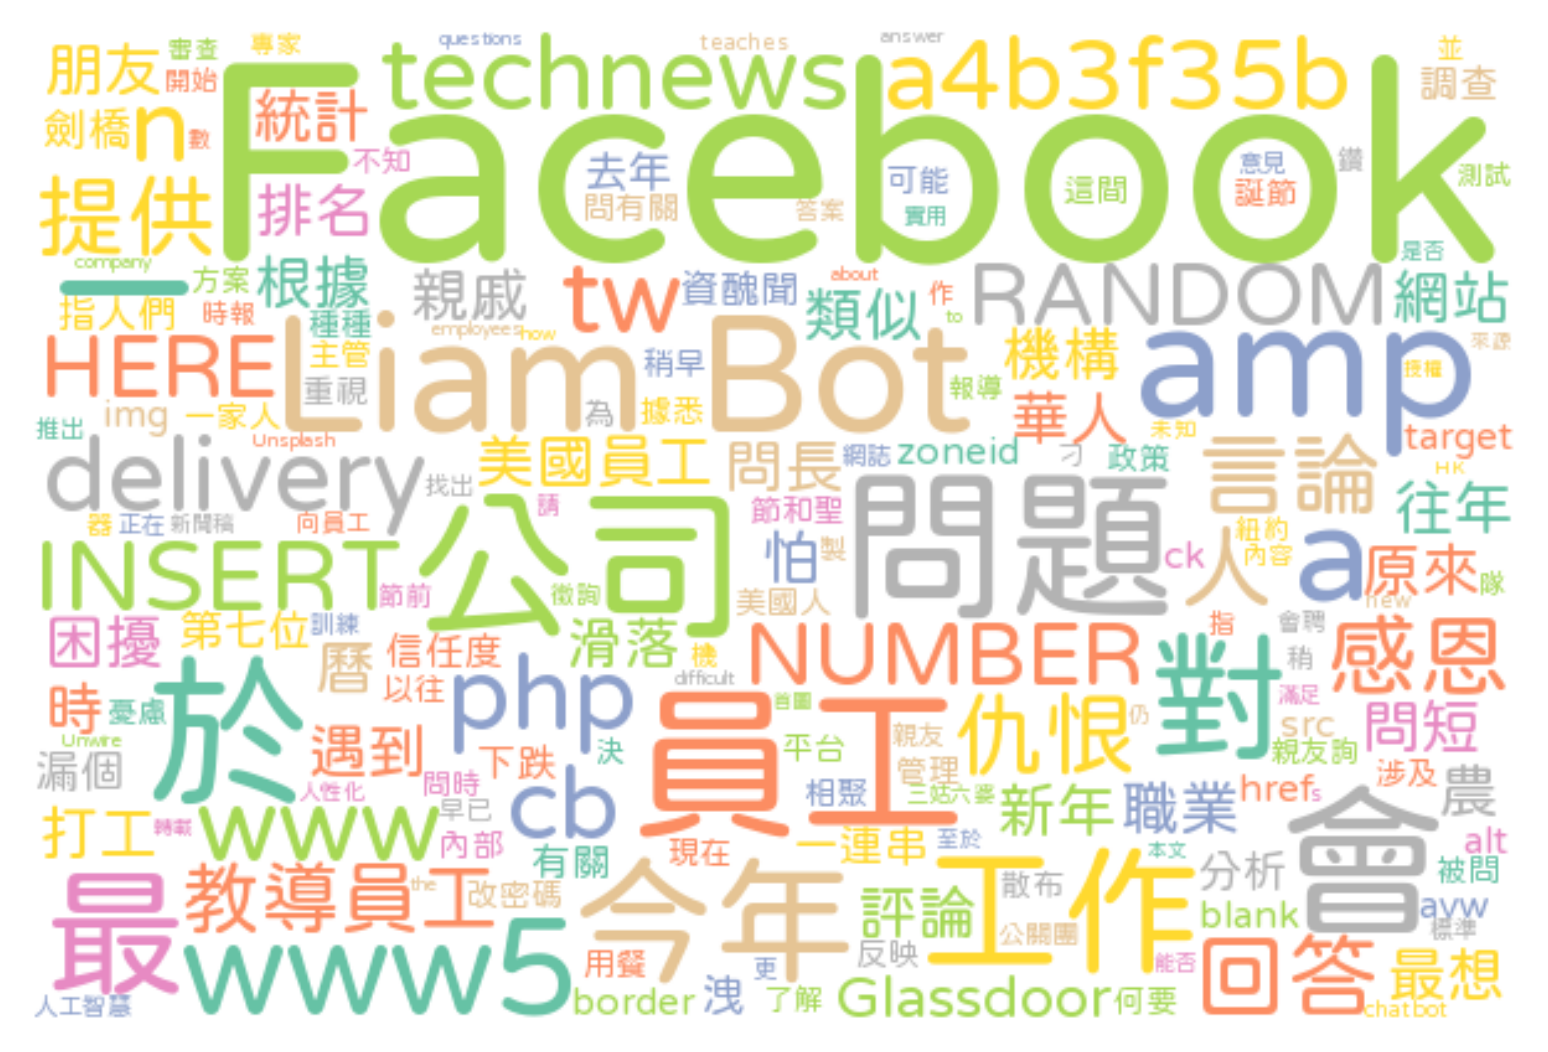 questions
teaches
answer
朋友
審查
專家
technews
a4b3f35b
並
開始
調查
Facebook
劍橋
n
數
統計
不知
去年
可能
意見
鑽
測試
提供
排名
問有關
答案
實用
這間
誕節
company
一
方案
根據
親戚
tw
資醜聞
about
類似
作
to
RANDOM
是否
網站
指人們
時報
種種
employees
how
HERE
主管
Liam Bot
稍早
機構
amp
來源
授權
重視
報導
推出
img
一家人
為
據悉
華人
未知
target
Unsplash
delivery
找出
美國員工
問長
網誌
zoneid
刁
政策
言論
HK
往年
器
正在
新聞稿
向員工
請
節和聖
問題
紐約
INSERT
公司
怕
製
ck
人
內容
a
原來
隊
節前
徵詢
美國人
new
困擾
第七位
訓練
曆
信任度
滑落
機
NUMBER
指
會聘
感恩
對
稍
時
憂慮
於
以往
php
difficult
首圖
員工
仇恨
仍
滿足
src
問短
Unwire
遇到
下跌
決
平台
親友
親友詢
漏個
人性化
問時
cb
相聚
管理
三姑六婆
新年
職業
hrefs
涉及
農
打工
轉載
www
早已
內部
有關
現在
一連串
至於
本文
會
alt
分析
被問
最
教導員工
the
改密碼
今年
評論
散布
工作
blank
avw
標準
公關團
反映
能否
www5
用餐
更
回答
最想
人工智慧
border
洩
了解
Glassdoor
何要
chatbot